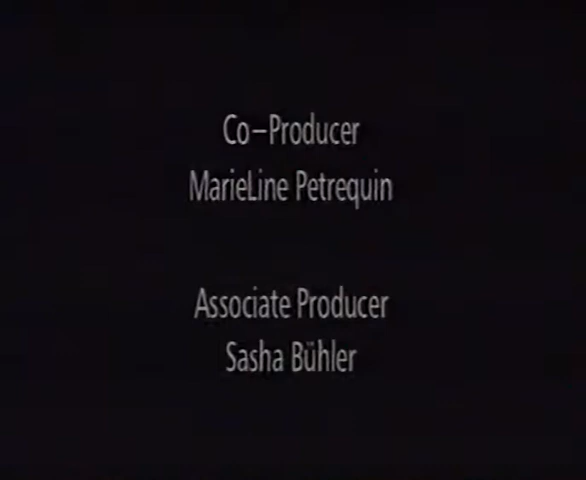 Co-Producer
MarieLine Petrequin
Associate Producer
Sasha Bühler